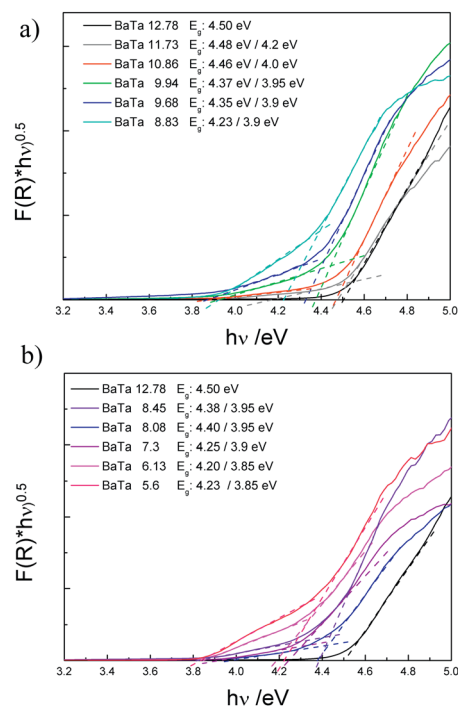 a)
BaTa 12.78 Eg: 4.50 eV
BaTa 11.73 Eg: 4.48 eV / 4.2 eV
BaTa 10.86 Eg: 4.46 eV / 4.0 eV
BaTa 9.94 Eg: 4.37 eV / 3.95 eV
BaTa 9.68 Eg: 4.35 eV / 3.9 eV
BaTa 8.83 Eg: 4.23 / 3.9 eV
F(R)*hν)0.5
3.2 3.4 3.6 3.8 4.0 4.2 4.4 4.6 4.8 5.0
hν /eV
b)
BaTa 12.78 Eg: 4.50 eV
BaTa 8.45 Eg: 4.38 / 3.95 eV
BaTa 8.08 Eg: 4.40 / 3.95 eV
BaTa 7.3 Eg: 4.25 / 3.9 eV
BaTa 6.13 Eg: 4.20 / 3.85 eV
BaTa 5.6 Eg: 4.23 / 3.85 eV
F(R)*hν)0.5
3.2 3.4 3.6 3.8 4.0 4.2 4.4 4.6 4.8 5.0
hν /eV